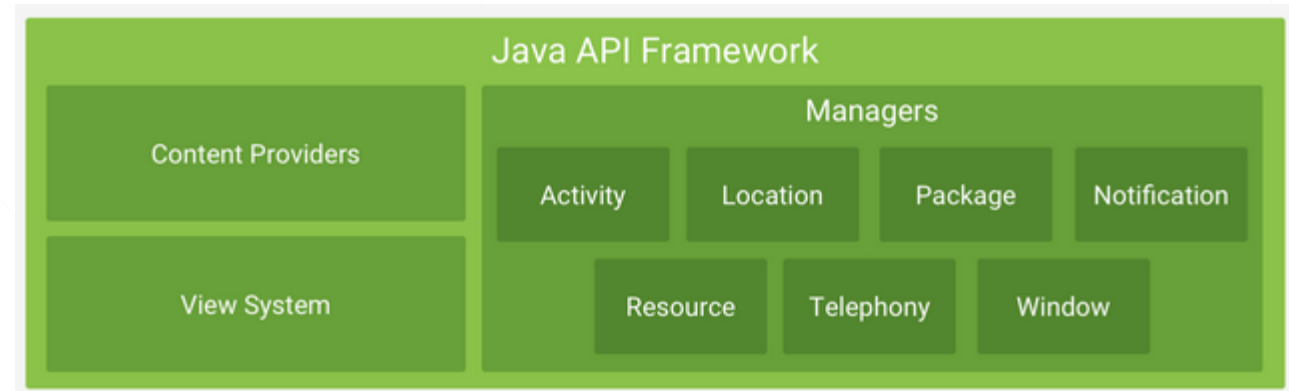 Java API Framework
Content Providers
View System
Managers
Activity
Location
Package
Notification
Resource
Telephony
Window